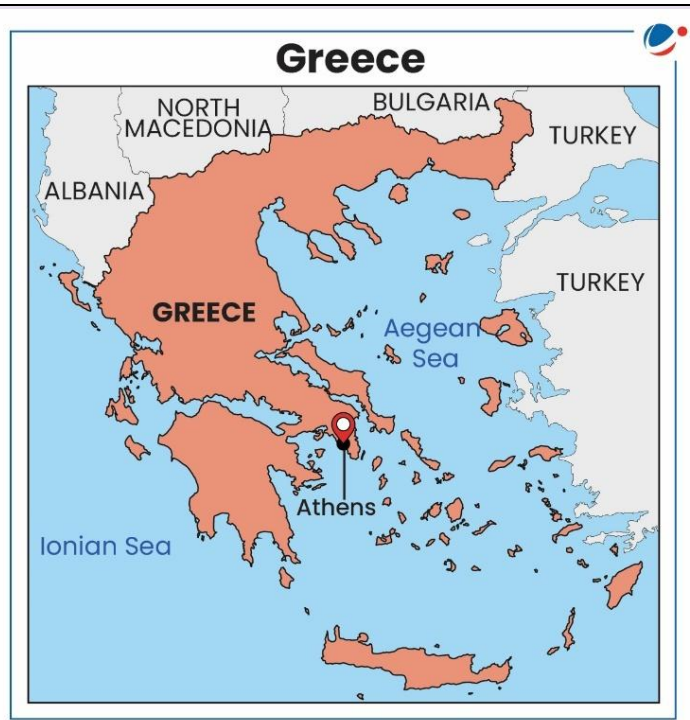 Greece
NORTH
MACEDONIA
BULGARIA
TURKEY
ALBANIA
TURKEY
GREECE
Aegean
Sea
Athens
Ionian Sea